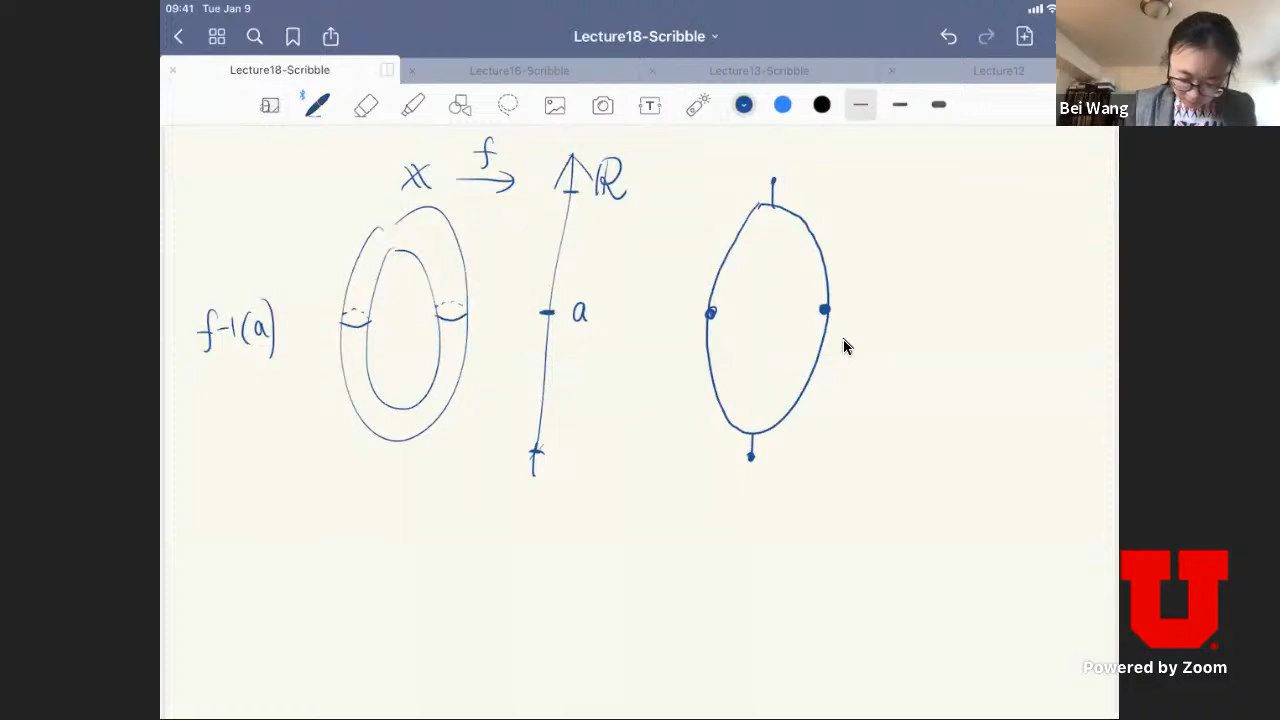 09:41 Tue Jan 9
Lecture18-Scribble
Lecture18-Scribble
Lecture16-Scribble
Lecture13-Scribble
Lecture12
T
Bei Wang
𝕏 f → ℝ
f-1(a)
a
U
Powered by Zoom